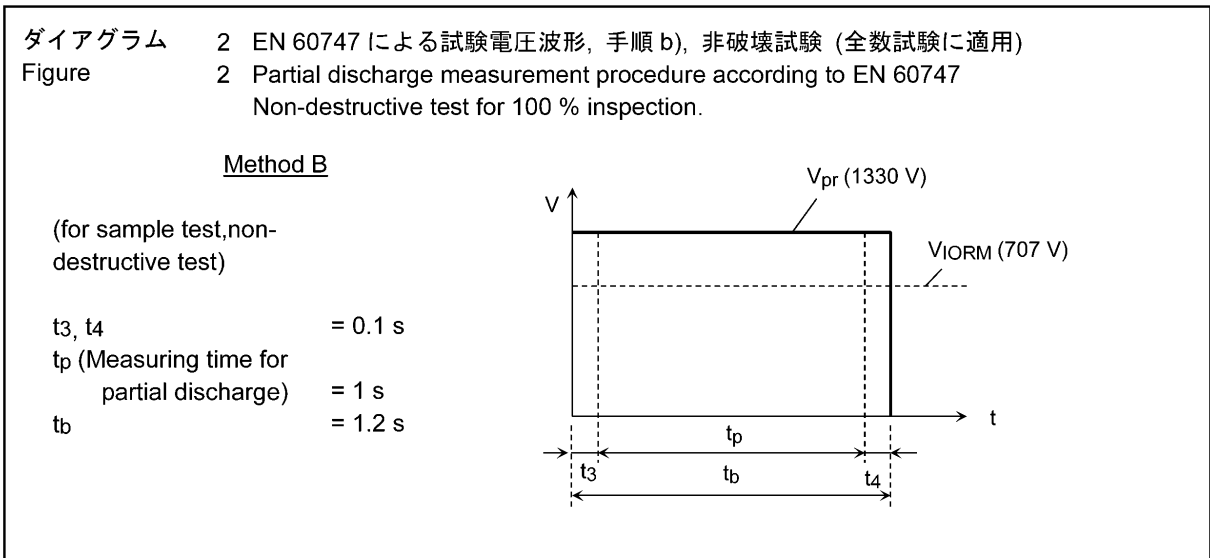 ダイアグラム 2 EN 60747 による試験電圧波形, 手順 b), 非破壊試験 (全数試験に適用)
Figure 2 Partial discharge measurement procedure according to EN 60747
Non-destructive test for 100 % inspection.
Method B
(for sample test,non-
destructive test)
t3, t4 = 0.1 s
tp (Measuring time for
partial discharge) = 1 s
tb = 1.2 s
V
Vpr (1330 V)
VIORM (707 V)
t
tp
t3
tb
t4